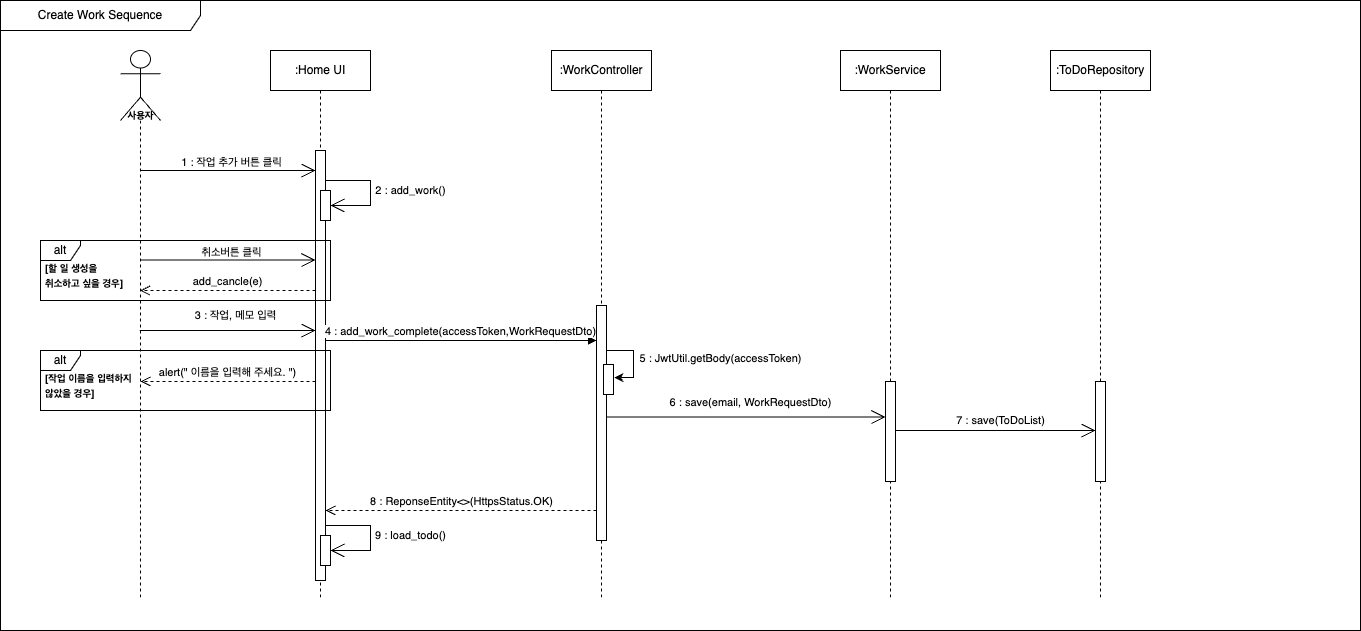 Create Work Sequence
:Home UI
:WorkController
:WorkService
:ToDoRepository
사용자
1 : 작업 추가 버튼 클릭
2 : add_work()
alt
취소버튼 클릭
[할 일 생성을
취소하고 싶을 경우]
add_cancle(e)
3 : 작업, 메모 입력
4 : add_work_complete(accessToken,WorkRequestDto)
alt
5 : JwtUtil.getBody(accessToken)
alert(" 이름을 입력해 주세요. ")
[작업 이름을 입력하지
않았을 경우]
6 : save(email, WorkRequestDto)
7 : save(ToDoList)
8 : ReponseEntity<>(HttpsStatus.OK)
9 : load_todo()